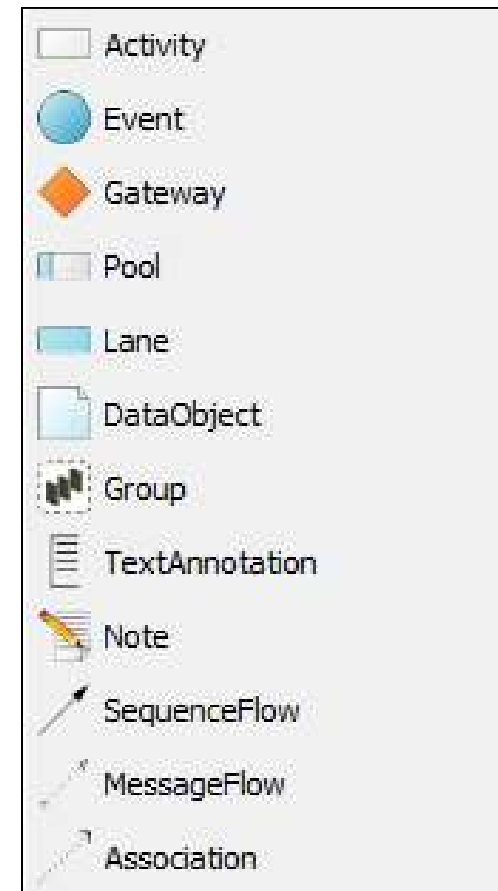 Activity
Event
Gateway
Pool
Lane
DataObject
Group
TextAnnotation
Note
SequenceFlow
MessageFlow
Association